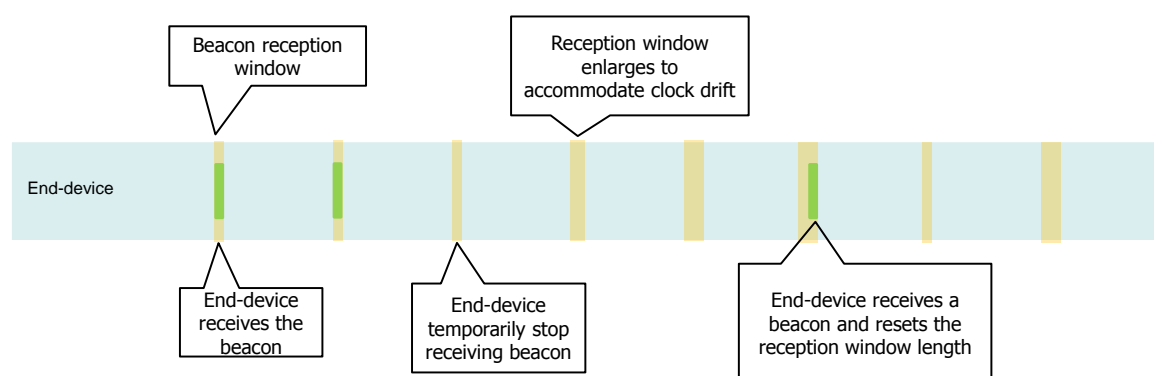 Beacon reception
window
Reception window
enlarges to
accommodate clock drift
End-device
End-device
receives the
beacon
End-device
temporarily stop
receiving beacon
End-device receives a
beacon and resets the
reception window length